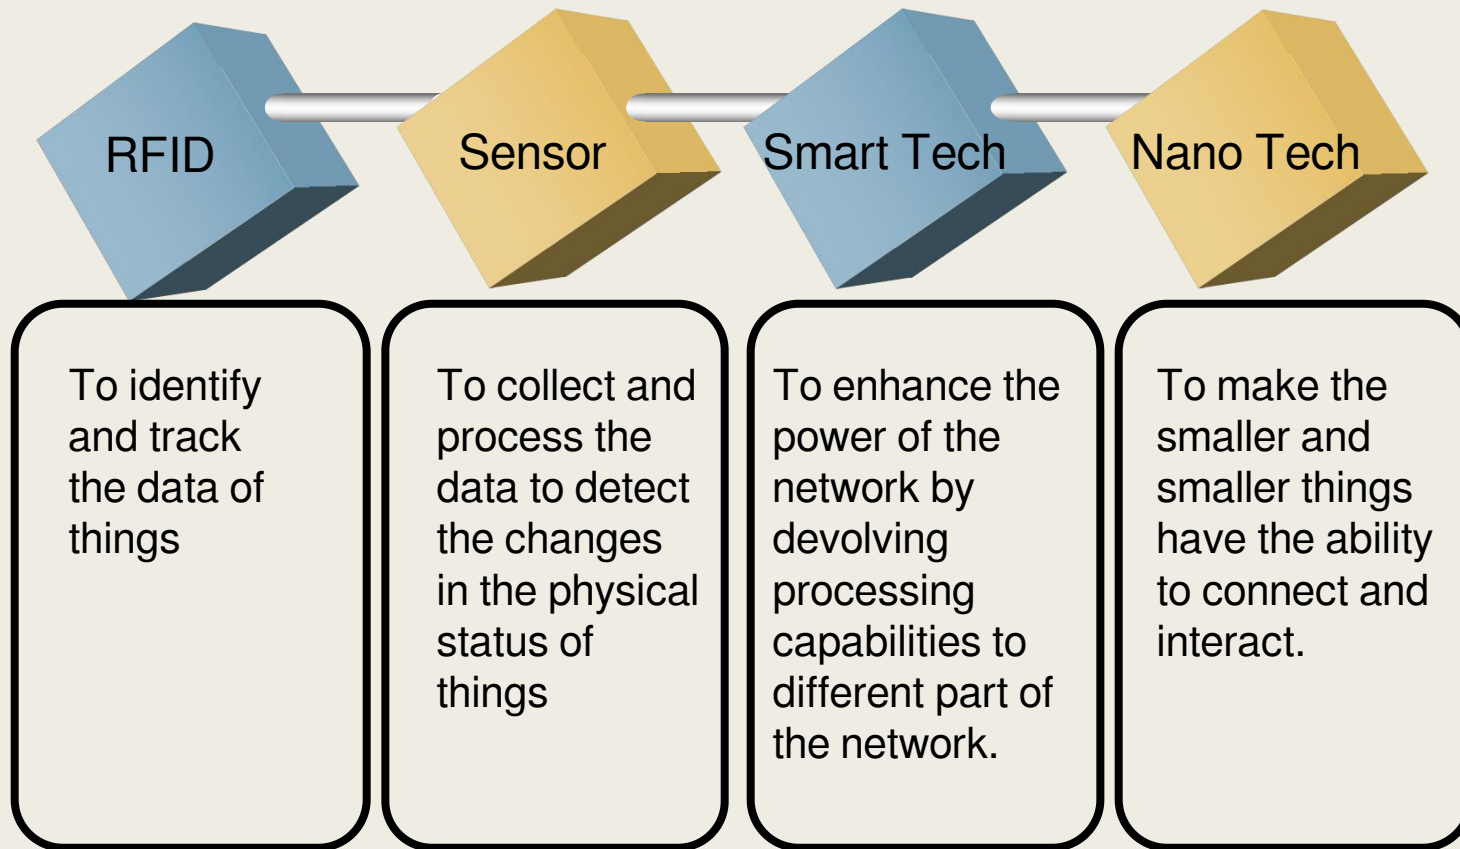 RFID
Sensor
Smart Tech
Nano Tech
To identify
and track
the data of
things
To collect and
process the
data to detect
the changes
in the physical
status of
things
To enhance the
power of the
network by
devolving
processing
capabilities to
different part of
the network.
To make the
smaller and
smaller things
have the ability
to connect and
interact.